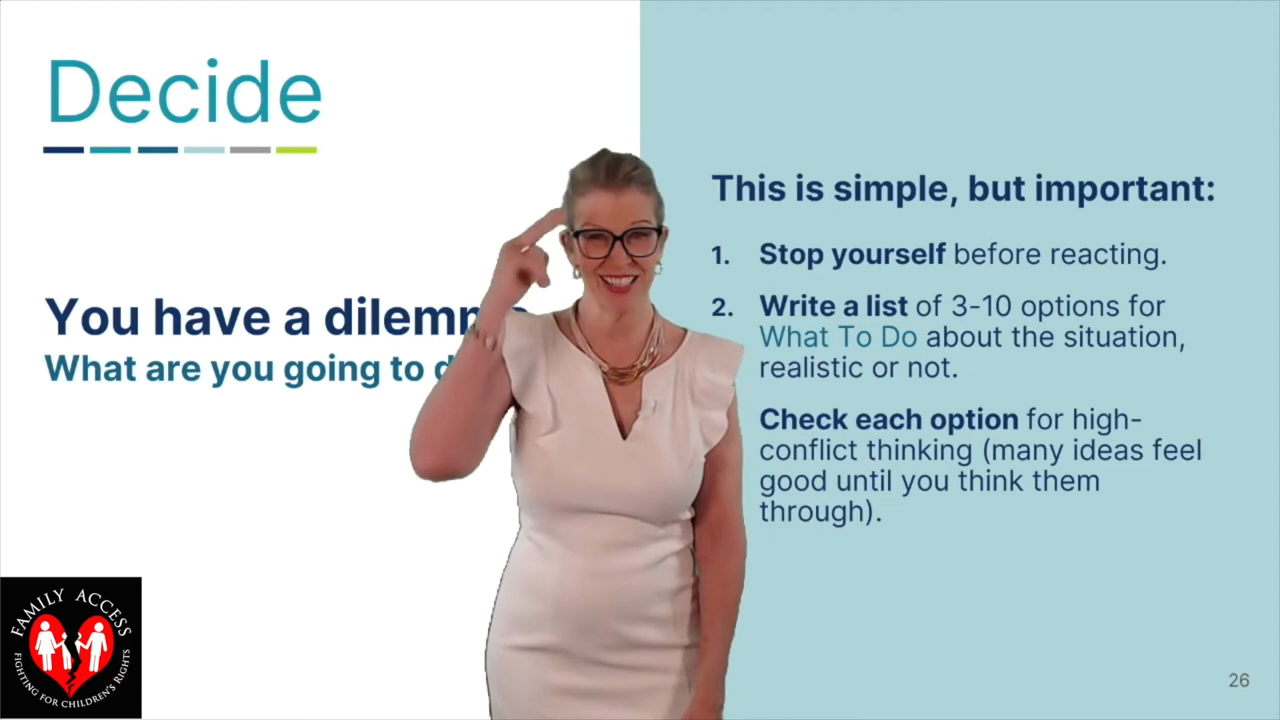 Decide
You have a
What are you going to
This is simple, but important:
1. Stop yourself before reacting.
2. Write a list of 3-10 options for
What To Do about the situation,
realistic or not.
Check each option for high-
conflict thinking (many ideas feel
good until you think them
through).
FAMILY ACCESS
FIGHTING FOR CHILDREN'S RIGHTS
26